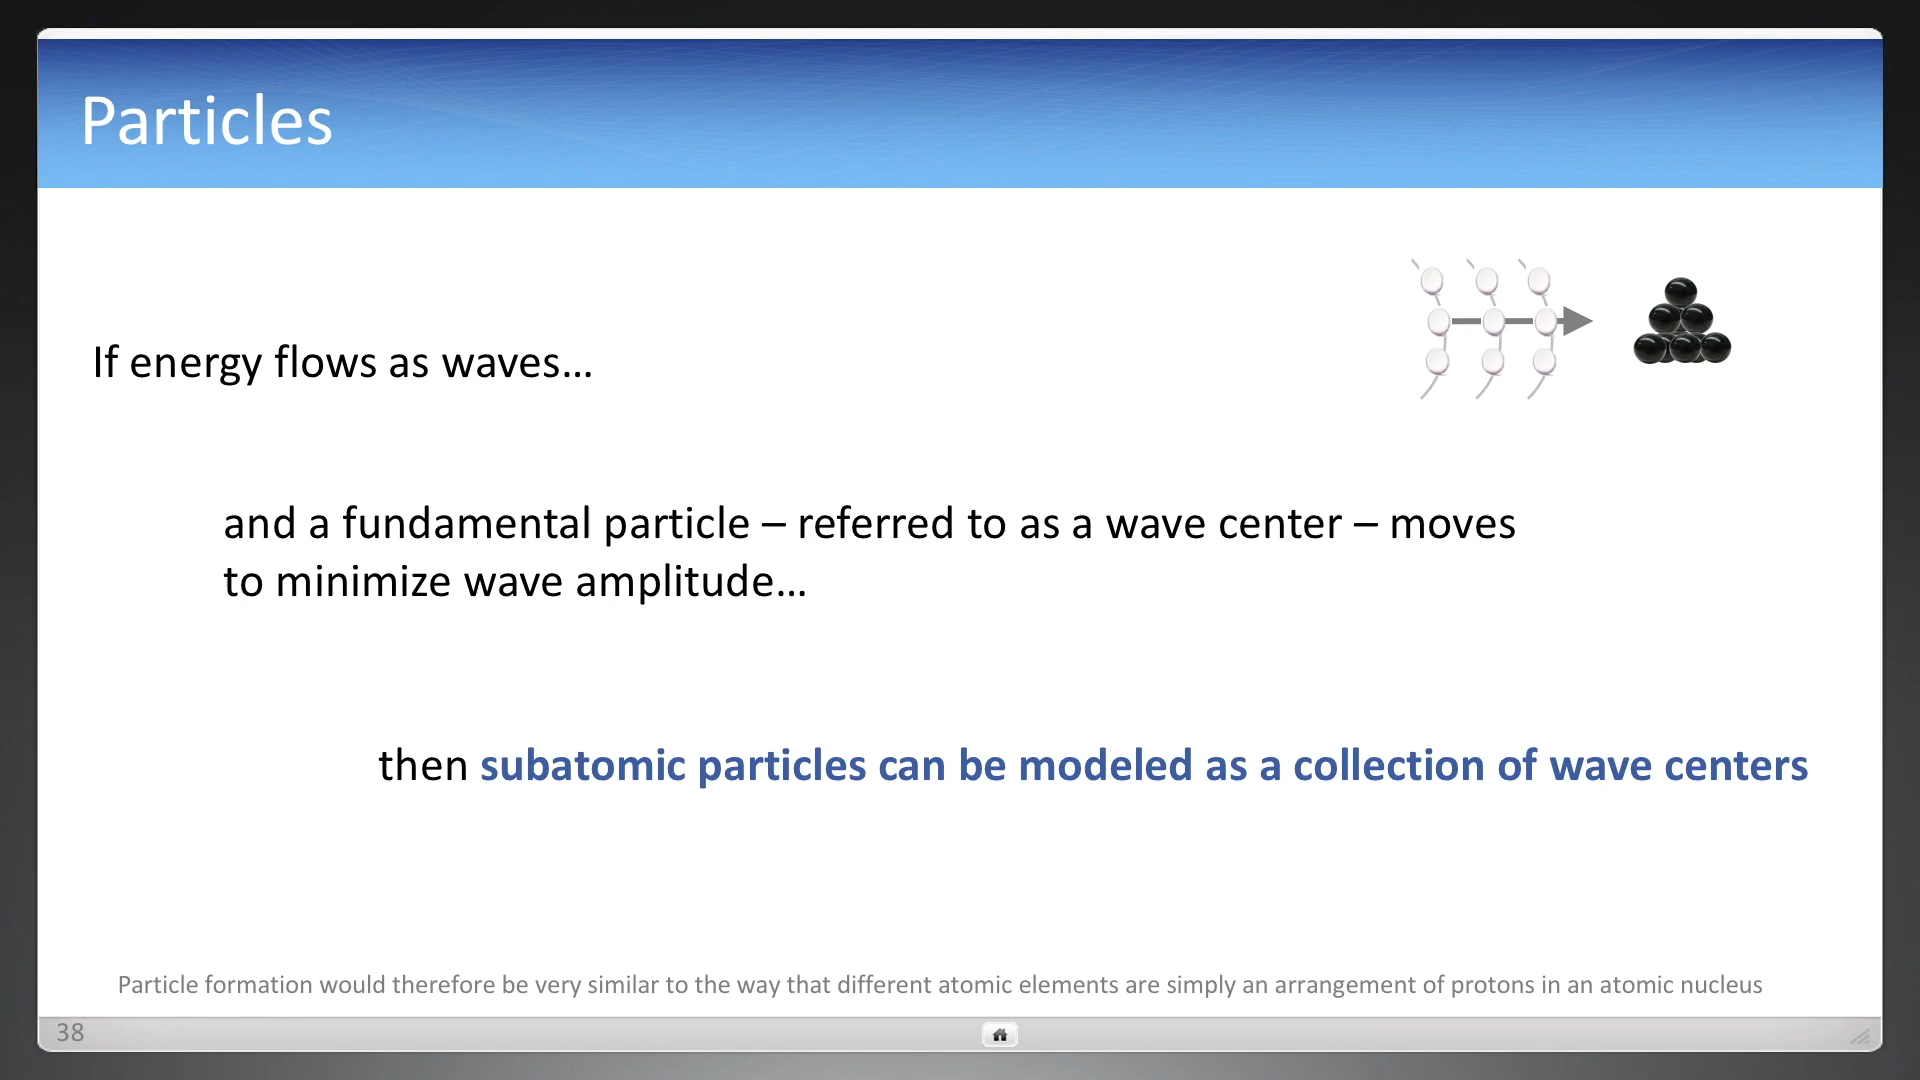 Particles
If energy flows as waves…
and a fundamental particle – referred to as a wave center – moves
to minimize wave amplitude…
then subatomic particles can be modeled as a collection of wave centers
Particle formation would therefore be very similar to the way that different atomic elements are simply an arrangement of protons in an atomic nucleus
38